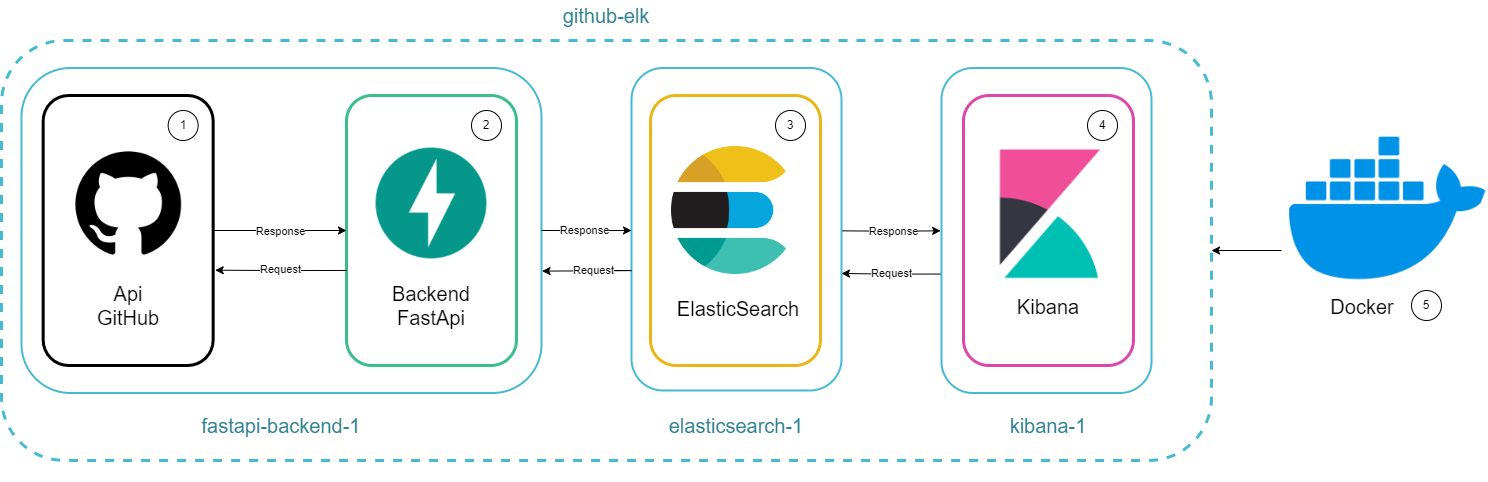 github-elk
1
2
3
4
Response
Response
Response
Request
Request
Request
Api
GitHub
Backend
FastApi
ElasticSearch
Kibana
Docker
5
fastapi-backend-1
elasticsearch-1
kibana-1